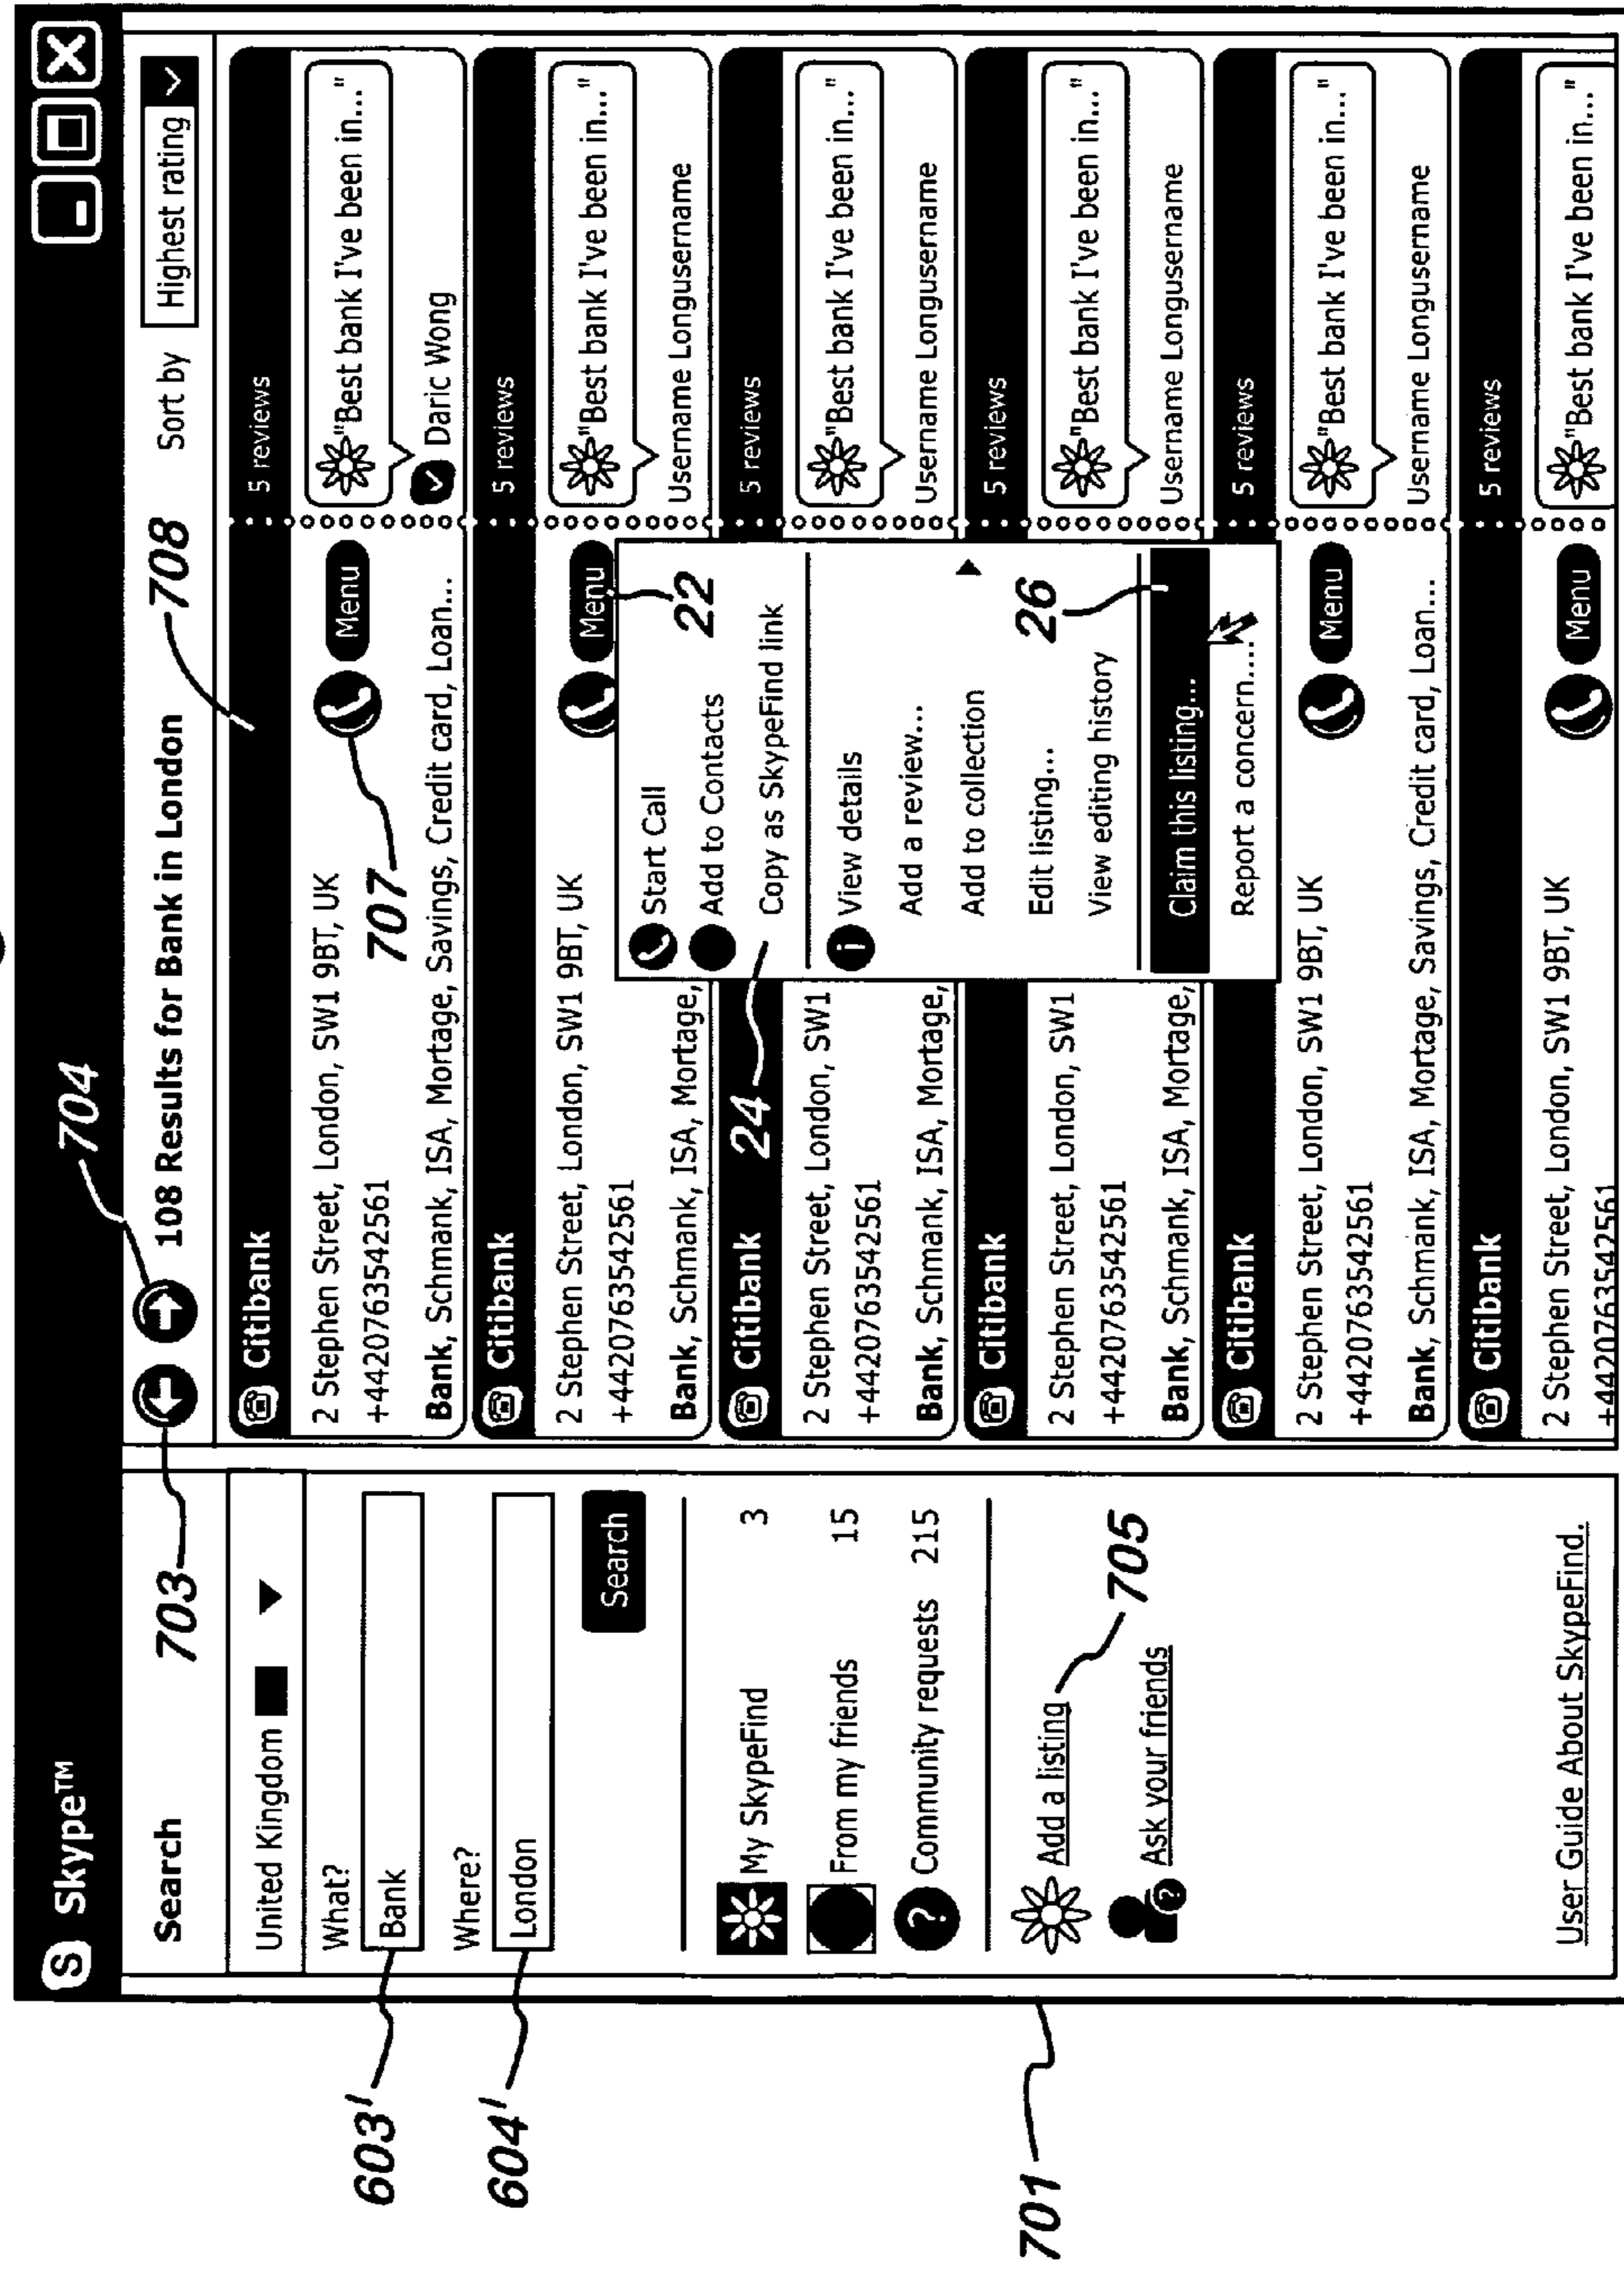 Skype™
703
704
708
Search
108 Results for Bank in London
Sort by Highest rating
United Kingdom
What?
603' Bank
Where?
604' London
Search
My SkypeFind 3
From my friends 15
Community requests 215
Add a listing 705
Ask your friends
701
User Guide About SkypeFind.
Citibank 5 reviews
2 Stephen Street, London, SW1 9BT, UK Menu "Best bank I've been in..."
+4420763542561
707
Bank, Schmank, ISA, Mortage, Savings, Credit card, Loan... Daric Wong
Citibank 5 reviews
2 Stephen Street, London, SW1 9BT, UK Menu "Best bank I've been in..."
+4420763542561
22
Bank, Schmank, ISA, Mortage, Username Longusername
Start Call
Add to Contacts
Copy as SkypeFind link
24
View details
Add a review...
Add to collection
Edit listing...
View editing history
26
Claim this listing...
Report a concern....
Citibank 5 reviews
2 Stephen Street, London, SW1 "Best bank I've been in..."
+4420763542561
Bank, Schmank, ISA, Mortage, Username Longusername
Citibank 5 reviews
2 Stephen Street, London, SW1 "Best bank I've been in..."
+4420763542561
Bank, Schmank, ISA, Mortage, Username Longusername
Citibank 5 reviews
2 Stephen Street, London, SW1 9BT, UK Menu "Best bank I've been in..."
+4420763542561
Bank, Schmank, ISA, Mortage, Savings, Credit card, Loan... Username Longusername
Citibank 5 reviews
2 Stephen Street, London, SW1 9BT, UK Menu "Best bank I've been in..."
+4420763542561